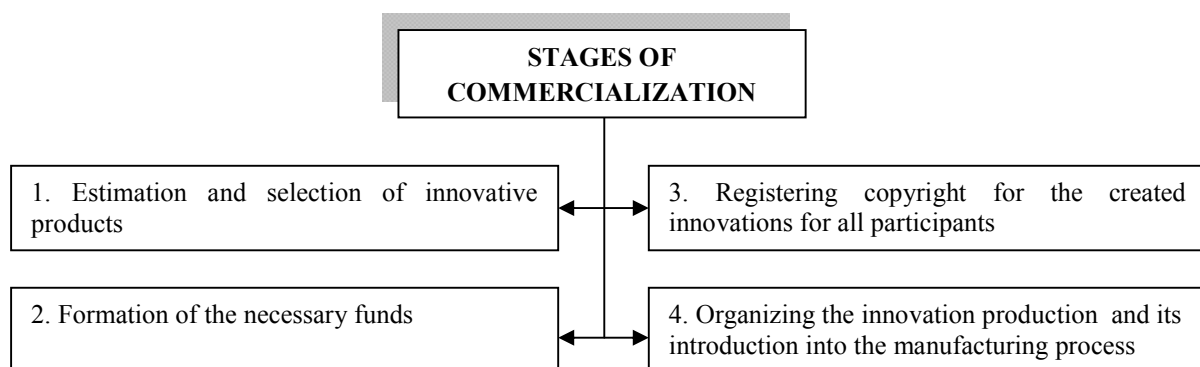 STAGES OF
COMMERCIALIZATION
1. Estimation and selection of innovative
products
2. Formation of the necessary funds
3. Registering copyright for the created
innovations for all participants
4. Organizing the innovation production and its
introduction into the manufacturing process